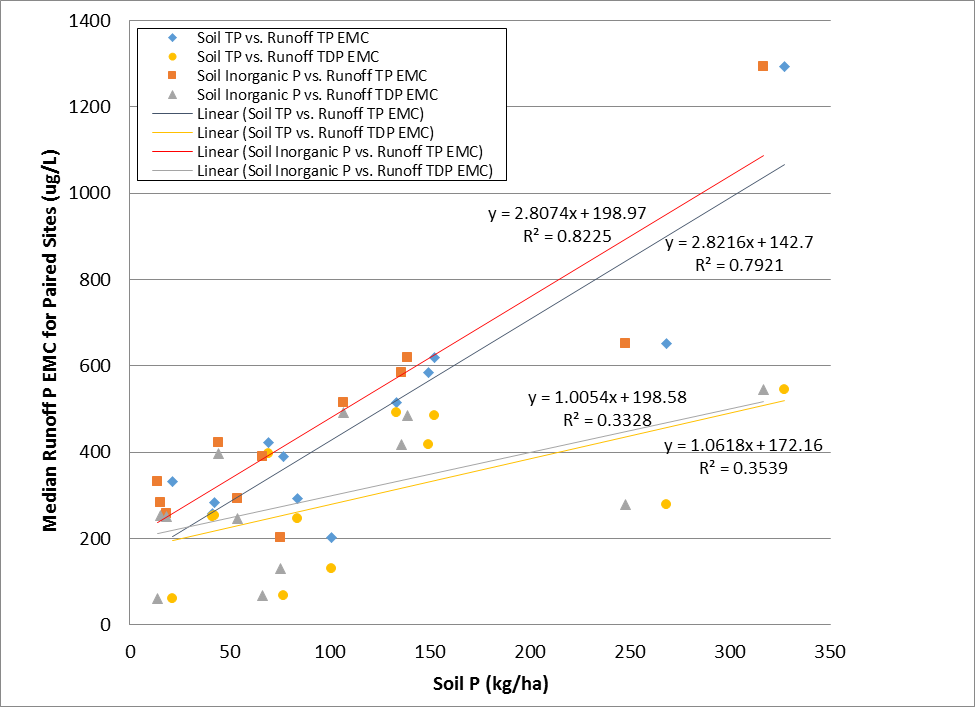 1400
1200
1000
800
600
400
200
0
Median Runoff P EMC for Paired Sites (ug/L)
Soil TP vs. Runoff TP EMC
Soil TP vs. Runoff TDP EMC
Soil Inorganic P vs. Runoff TP EMC
Soil Inorganic P vs. Runoff TDP EMC
Linear (Soil TP vs. Runoff TP EMC)
Linear (Soil TP vs. Runoff TDP EMC)
Linear (Soil Inorganic P vs. Runoff TP EMC)
Linear (Soil Inorganic P vs. Runoff TDP EMC)
y = 2.8074x + 198.97
R² = 0.8225
y = 2.8216x + 142.7
R² = 0.7921
y = 1.0054x + 198.58
R² = 0.3328
y = 1.0618x + 172.16
R² = 0.3539
0 50 100 150 200 250 300 350
Soil P (kg/ha)